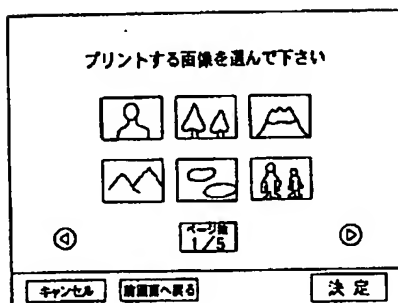 プリントする画像を選んで下さい
ページ数
1/5
キャンセル
前画面へ戻る
決定